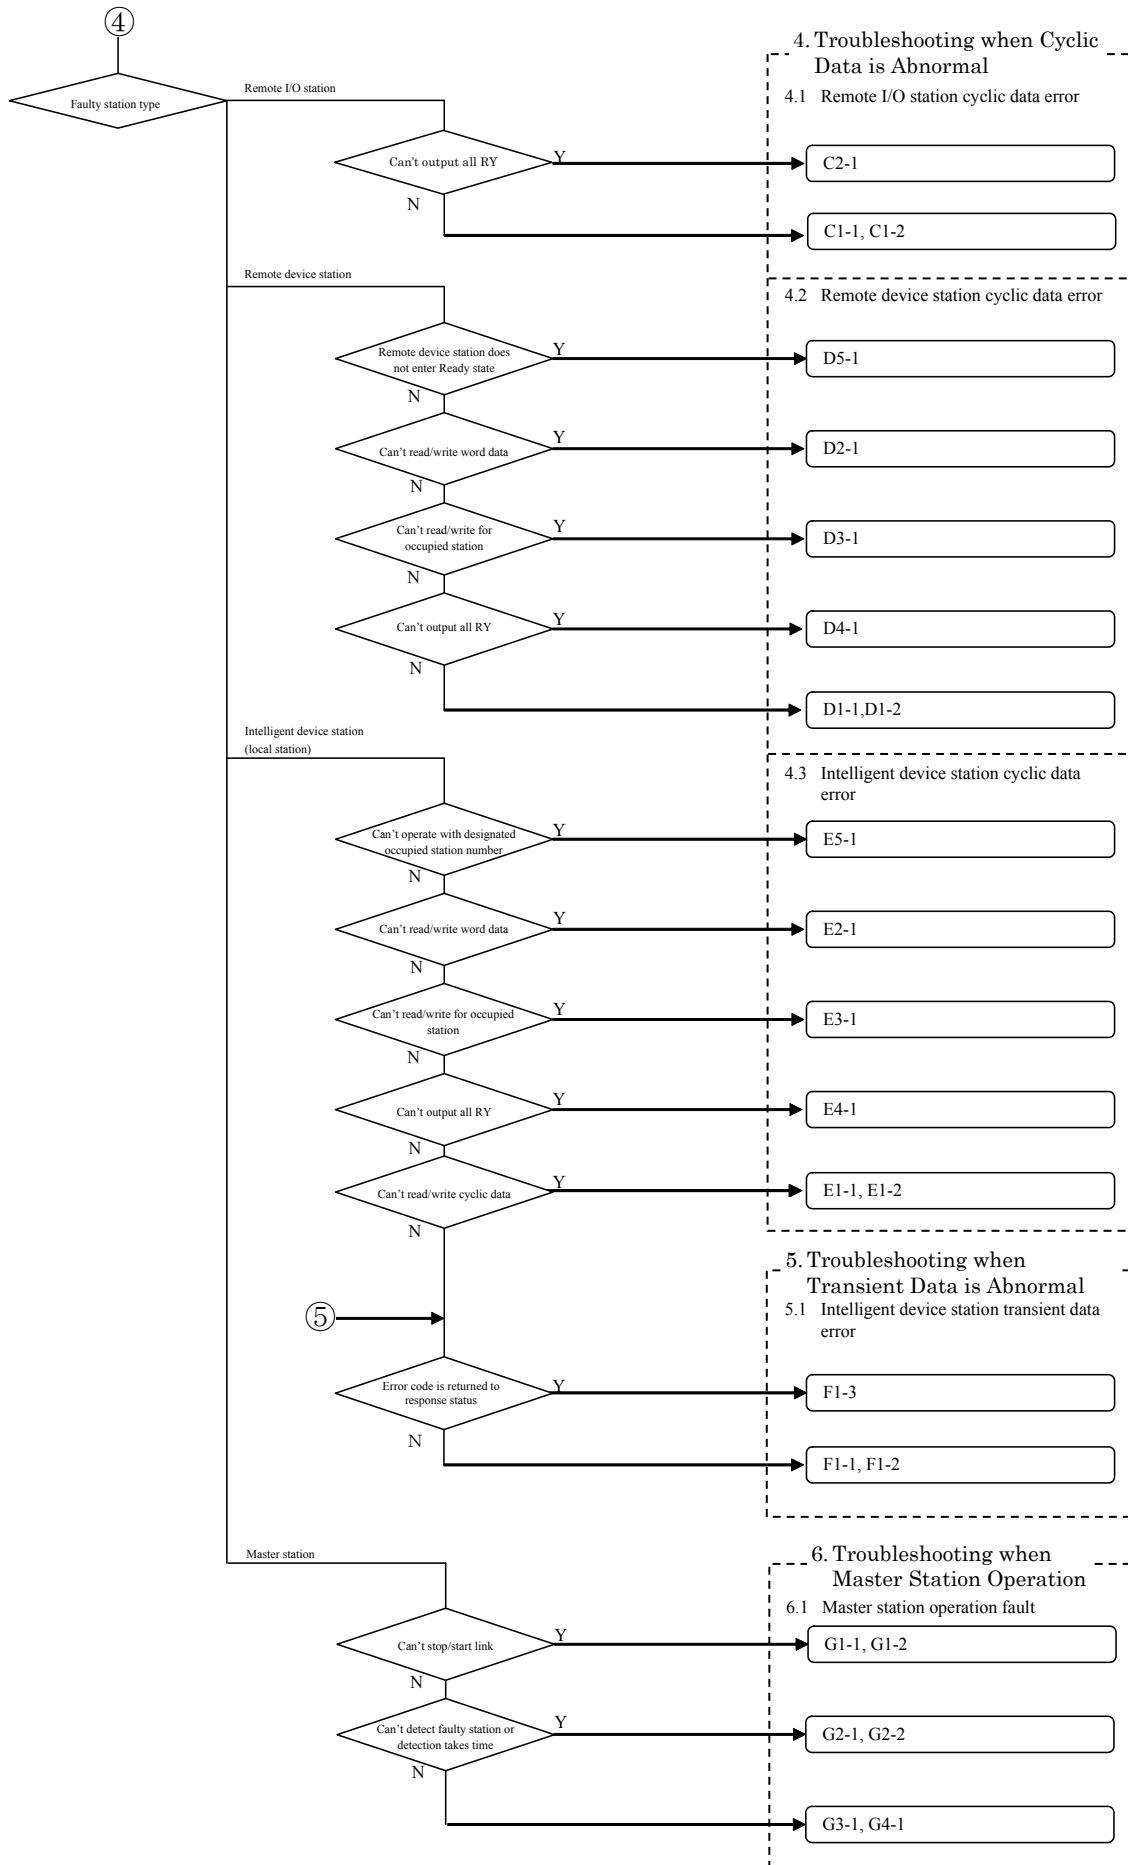 ④
Faulty station type
Remote I/O station
4. Troubleshooting when Cyclic
Data is Abnormal
4.1 Remote I/O station cyclic data error
Can't output all RY
Y
C2-1
N
C1-1, C1-2
Remote device station
4.2 Remote device station cyclic data error
Remote device station does
not enter Ready state
Y
D5-1
N
Can't read/write word data
Y
D2-1
N
Can't read/write for
occupied station
Y
D3-1
N
Can't output all RY
Y
D4-1
N
D1-1,D1-2
Intelligent device station
(local station)
4.3 Intelligent device station cyclic data
error
Can't operate with designated
occupied station number
Y
E5-1
N
Can't read/write word data
Y
E2-1
N
Can't read/write for occupied
station
Y
E3-1
N
Can't output all RY
Y
E4-1
N
Can't read/write cyclic data
Y
E1-1, E1-2
N
5. Troubleshooting when
Transient Data is Abnormal
5.1 Intelligent device station transient data
error
⑤
Error code is returned to
response status
Y
F1-3
N
F1-1, F1-2
Master station
6. Troubleshooting when
Master Station Operation
6.1 Master station operation fault
Can't stop/start link
Y
G1-1, G1-2
N
Can't detect faulty station or
detection takes time
Y
G2-1, G2-2
N
G3-1, G4-1